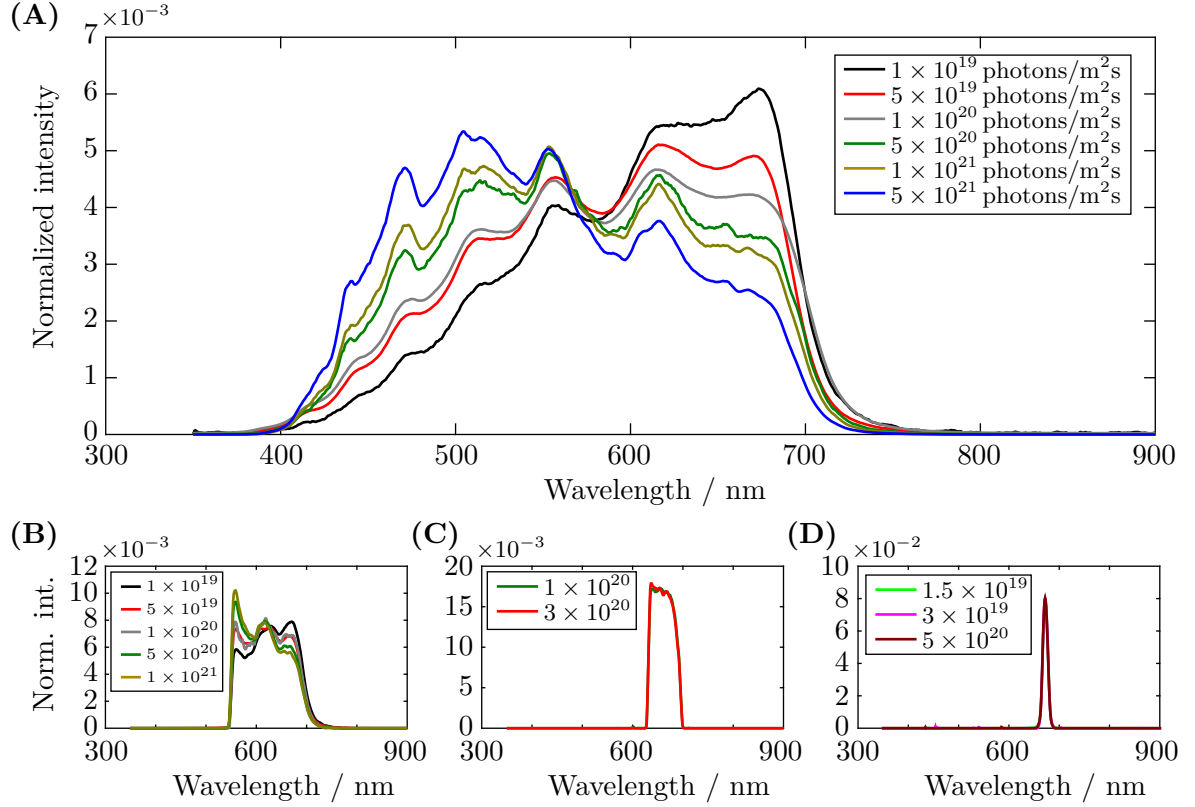 (A)
×10⁻³
7
6
5
4
3
2
1
0
Normalized intensity
1 × 10¹⁹ photons/m²s
5 × 10¹⁹ photons/m²s
1 × 10²⁰ photons/m²s
5 × 10²⁰ photons/m²s
1 × 10²¹ photons/m²s
5 × 10²¹ photons/m²s
300 400 500 600 700 800 900
Wavelength / nm
(B)
×10⁻³
12
10
8
6
4
2
0
Norm. int.
1 × 10¹⁹
5 × 10¹⁹
1 × 10²⁰
5 × 10²⁰
1 × 10²¹
300 600 900
Wavelength / nm
(C)
×10⁻³
20
15
10
5
0
1 × 10²⁰
3 × 10²⁰
300 600 900
Wavelength / nm
(D)
×10⁻²
10
8
6
4
2
0
1.5 × 10¹⁹
3 × 10¹⁹
5 × 10²⁰
300 600 900
Wavelength / nm